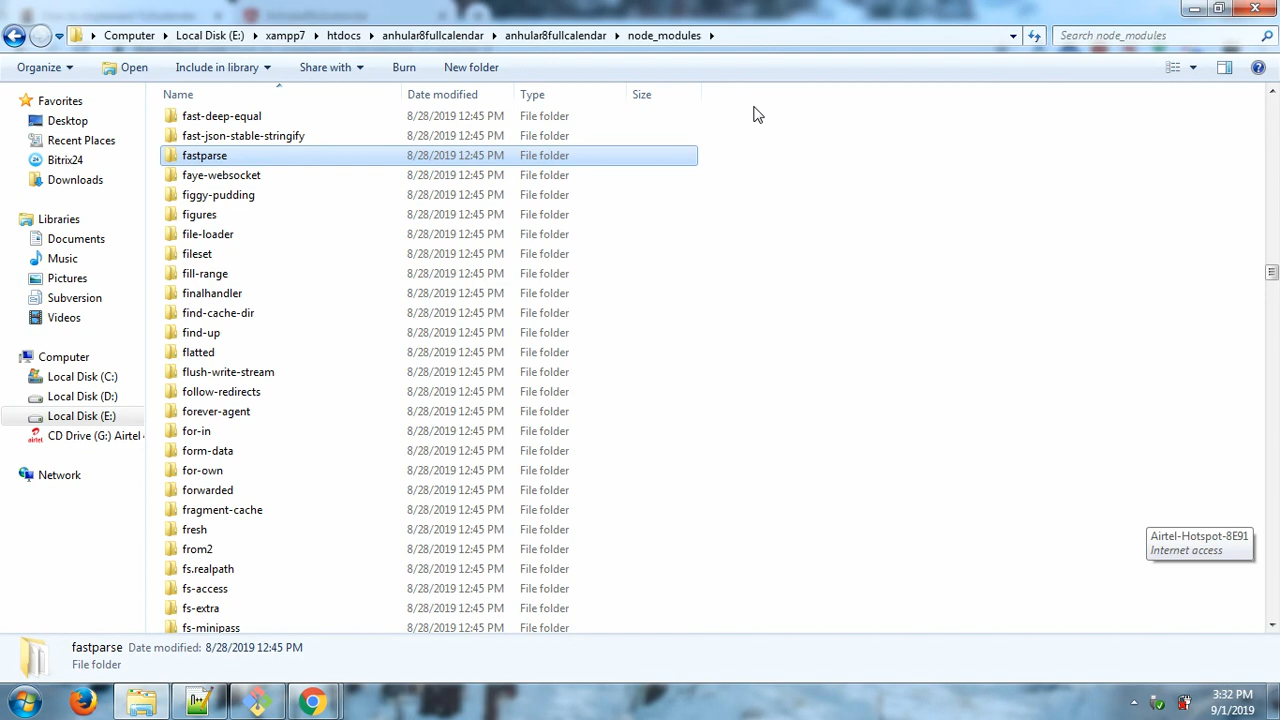 Computer Local Disk (E:) xampp7 htdocs anhular8fullcalendar anhular8fullcalendar node_modules Search node_modules
Organize Open Include in library Share with Burn New folder
Name Date modified Type Size
Favorites
Desktop
Recent Places
Bitrix24
Downloads
Libraries
Documents
Music
Pictures
Subversion
Videos
Computer
Local Disk (C:)
Local Disk (D:)
Local Disk (E:)
CD Drive (G:) Airtel
Network
fast-deep-equal 8/28/2019 12:45 PM File folder
fast-json-stable-stringify 8/28/2019 12:45 PM File folder
fastparse 8/28/2019 12:45 PM File folder
faye-websocket 8/28/2019 12:45 PM File folder
figgy-pudding 8/28/2019 12:45 PM File folder
figures 8/28/2019 12:45 PM File folder
file-loader 8/28/2019 12:45 PM File folder
fileset 8/28/2019 12:45 PM File folder
fill-range 8/28/2019 12:45 PM File folder
finalhandler 8/28/2019 12:45 PM File folder
find-cache-dir 8/28/2019 12:45 PM File folder
find-up 8/28/2019 12:45 PM File folder
flatted 8/28/2019 12:45 PM File folder
flush-write-stream 8/28/2019 12:45 PM File folder
follow-redirects 8/28/2019 12:45 PM File folder
forever-agent 8/28/2019 12:45 PM File folder
for-in 8/28/2019 12:45 PM File folder
form-data 8/28/2019 12:45 PM File folder
for-own 8/28/2019 12:45 PM File folder
forwarded 8/28/2019 12:45 PM File folder
fragment-cache 8/28/2019 12:45 PM File folder
fresh 8/28/2019 12:45 PM File folder
from2 8/28/2019 12:45 PM File folder
fs.realpath 8/28/2019 12:45 PM File folder
fs-access 8/28/2019 12:45 PM File folder
fs-extra 8/28/2019 12:45 PM File folder
fs-minipass 8/28/2019 12:45 PM File folder
Airtel-Hotspot-8E91
Internet access
fastparse Date modified: 8/28/2019 12:45 PM
File folder
3:32 PM
9/1/2019